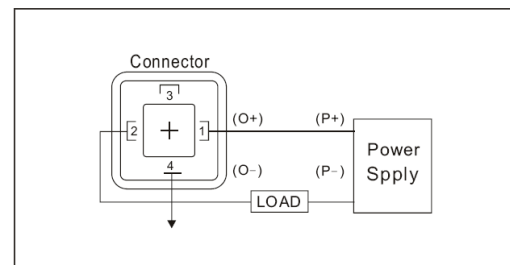 Connector
3
(O+) (P+)
2 1
Power
Spply
4
(O−) (P−)
LOAD